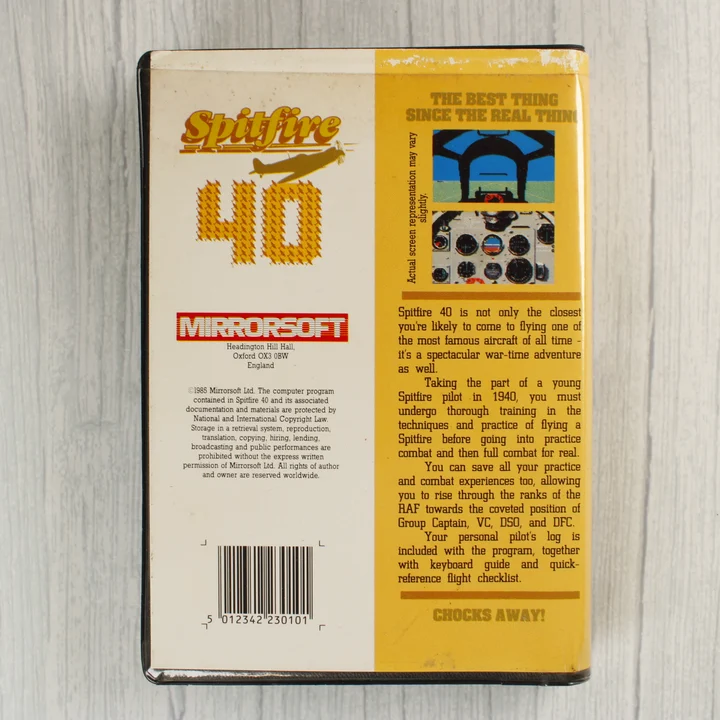 Spitfire
40
MIRRORSOFT
Headington Hill Hall,
Oxford OX3 0BW
England
©1985 Mirrorsoft Ltd. The computer program
contained in Spitfire 40 and its associated
documentation and materials are protected by
National and International Copyright Law.
Storage in a retrieval system, reproduction,
translation, copying, hiring, lending,
broadcasting and public performances are
prohibited without the express written
permission of Mirrorsoft Ltd. All rights of author
and owner are reserved worldwide.
5 012342 230101
THE BEST THING
SINCE THE REAL THING
Actual screen representation may vary
slightly.
Spitfire 40 is not only the closest
you're likely to come to flying one of
the most famous aircraft of all time -
it's a spectacular war-time adventure
as well.
Taking the part of a young
Spitfire pilot in 1940, you must
undergo thorough training in the
techniques and practice of flying a
Spitfire before going into practice
combat and then full combat for real.
You can save all your practice
and combat experiences too, allowing
you to rise through the ranks of the
RAF towards the coveted position of
Group Captain, VC, DSO, and DFC.
Your personal pilot's log is
included with the program, together
with keyboard guide and quick-
reference flight checklist.
CHOCKS AWAY!